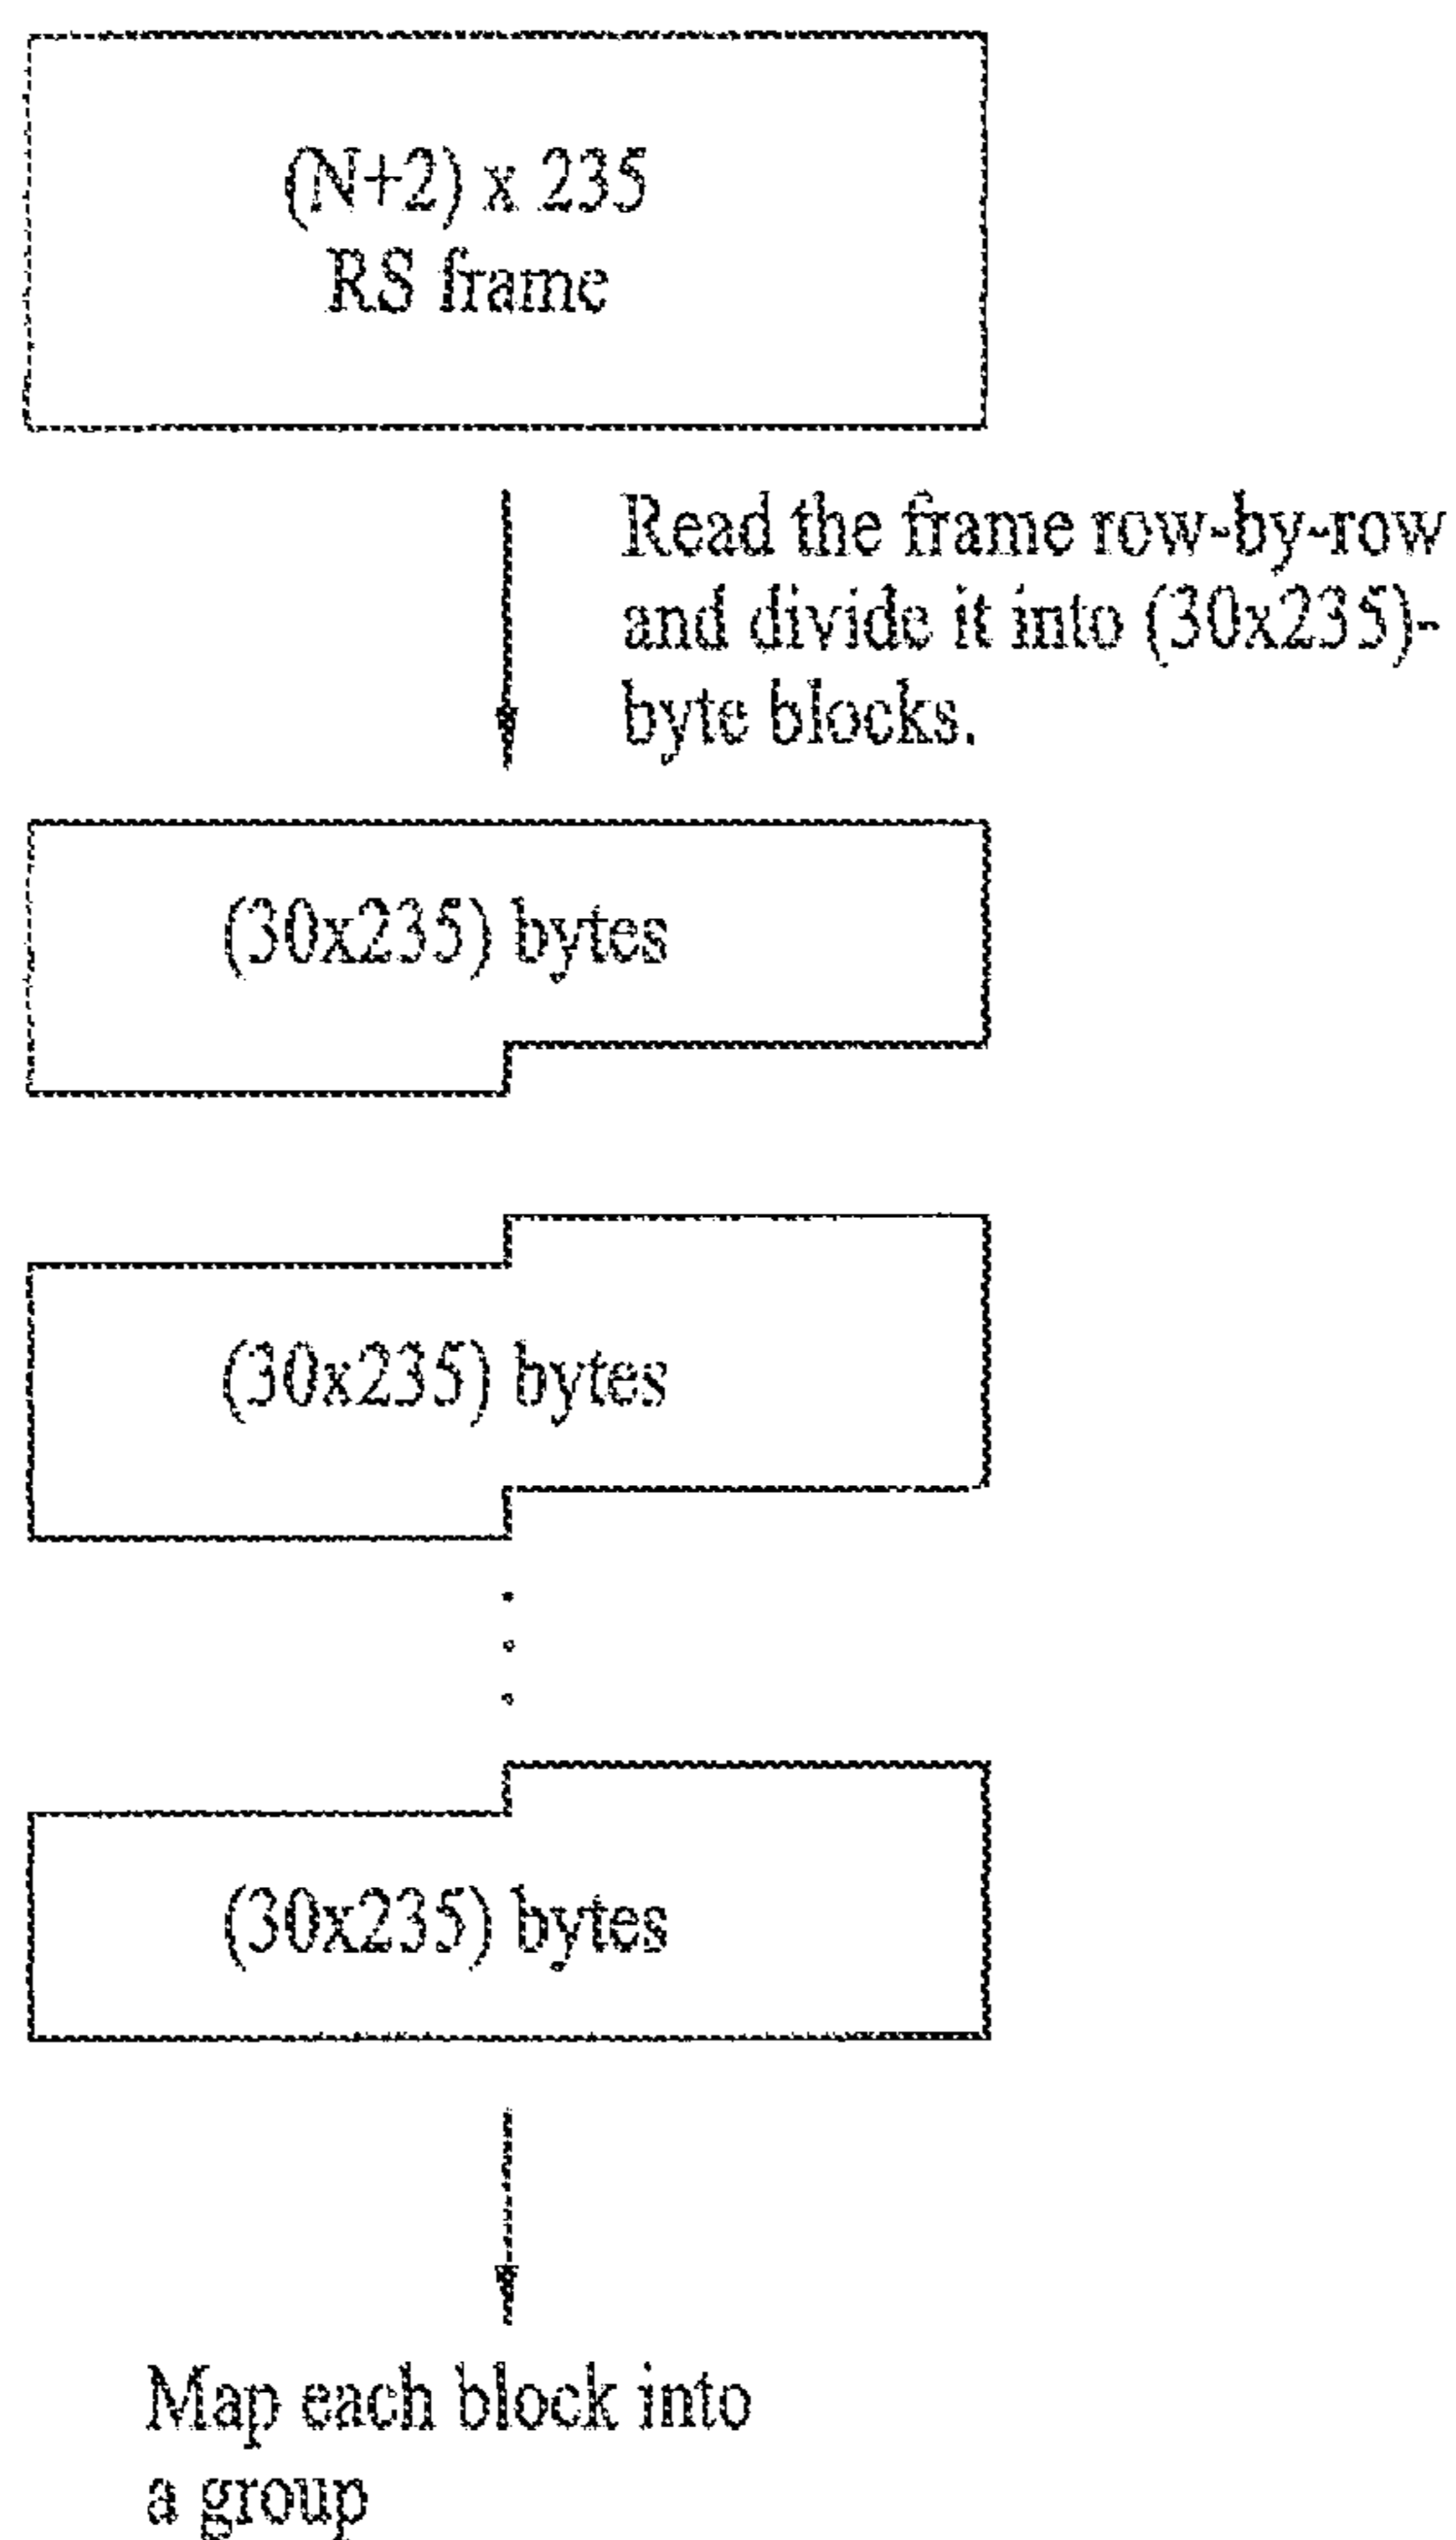 (N+2) x 235
RS frame
Read the frame row-by-row
and divide it into (30x235)-
byte blocks.
(30x235) bytes
(30x235) bytes
(30x235) bytes
Map each block into
a group